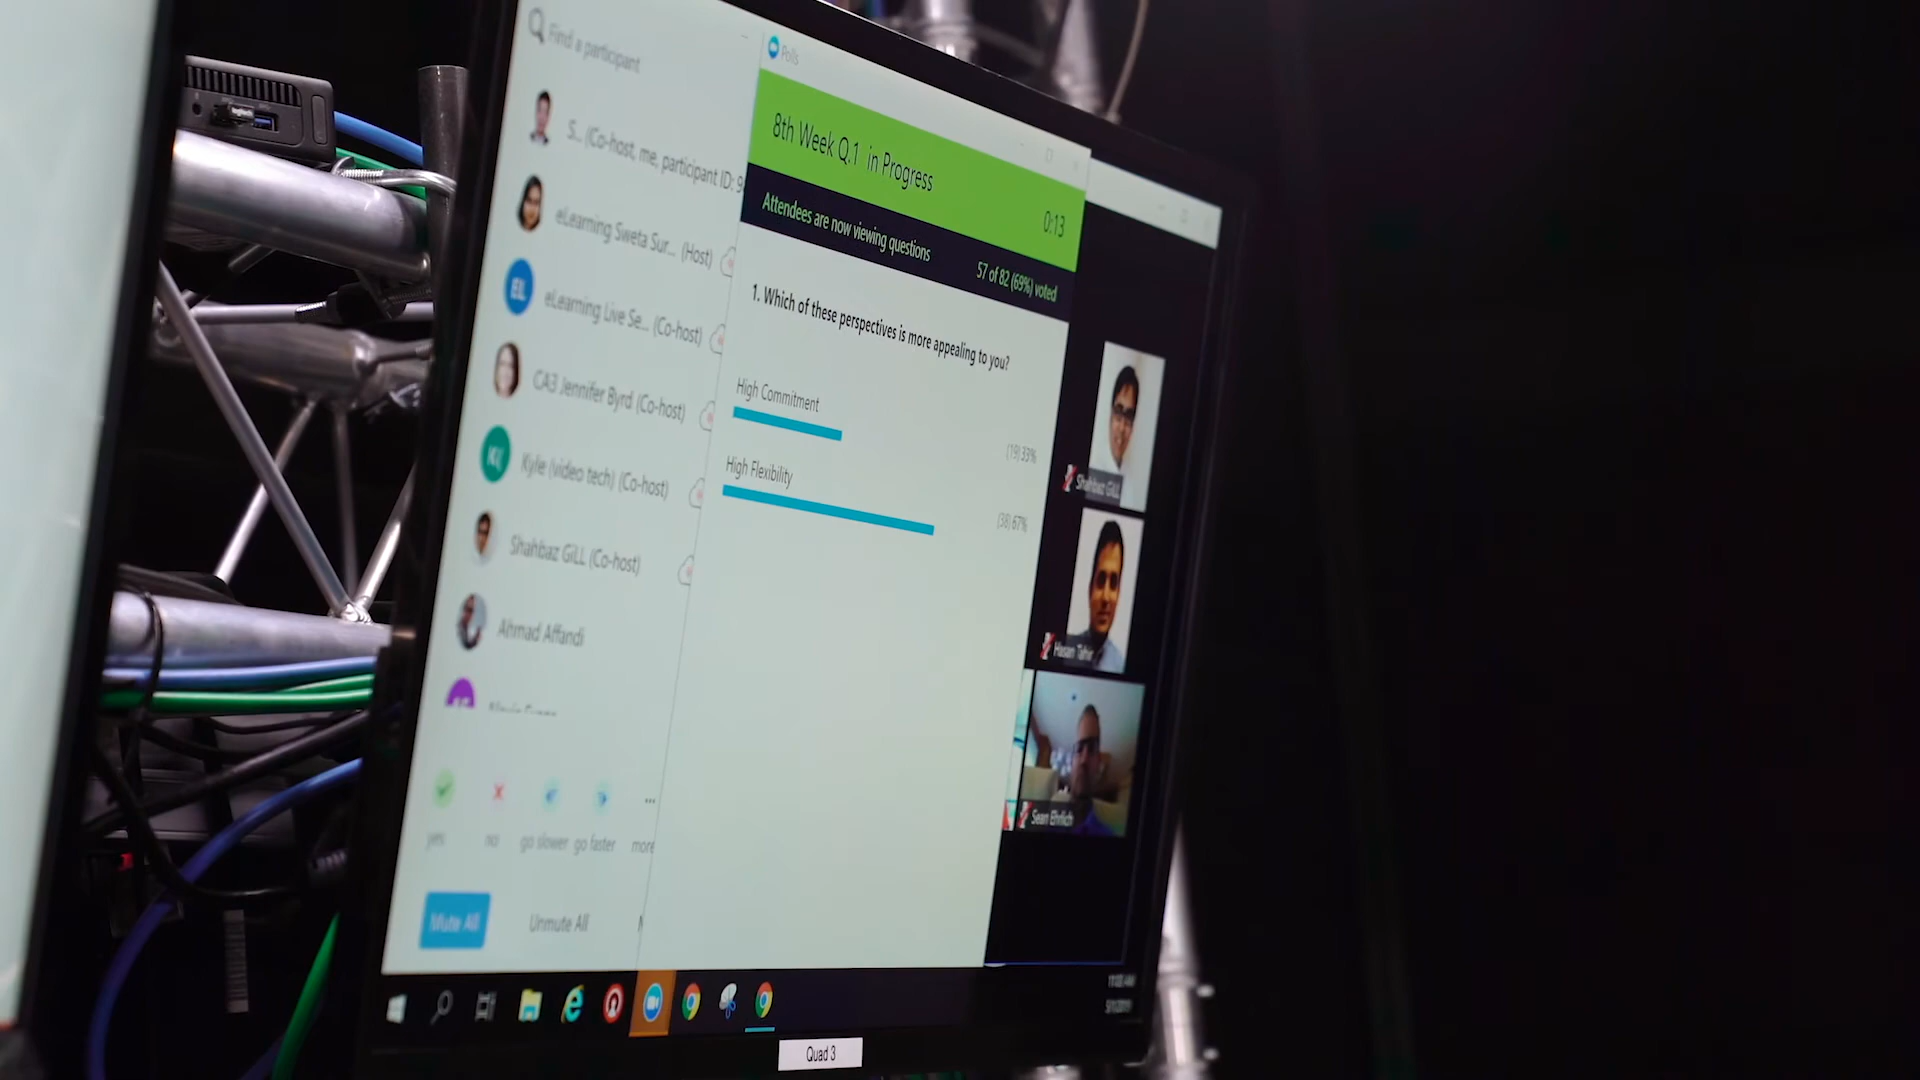 Find a participant
S... (Co-host, me, participant ID: 9
eLearning Sweta Sur... (Host)
EL
eLearning Live Se... (Co-host)
CA3 Jennifer Byrd (Co-host)
K(
Kyle (video tech) (Co-host)
Shahbaz GiLL (Co-host)
Ahmad Affandi
yes
no
go slower
go faster
more
Mute All
Unmute All
Polls
8th Week Q.1 in Progress
0:13
Attendees are now viewing questions
57 of 82 (69%) voted
1. Which of these perspectives is more appealing to you?
High Commitment
(19) 33%
High Flexibility
(38) 67%
Shahbaz GiLL
Hasan Tahir
Sean Ehrlich
Quad 3